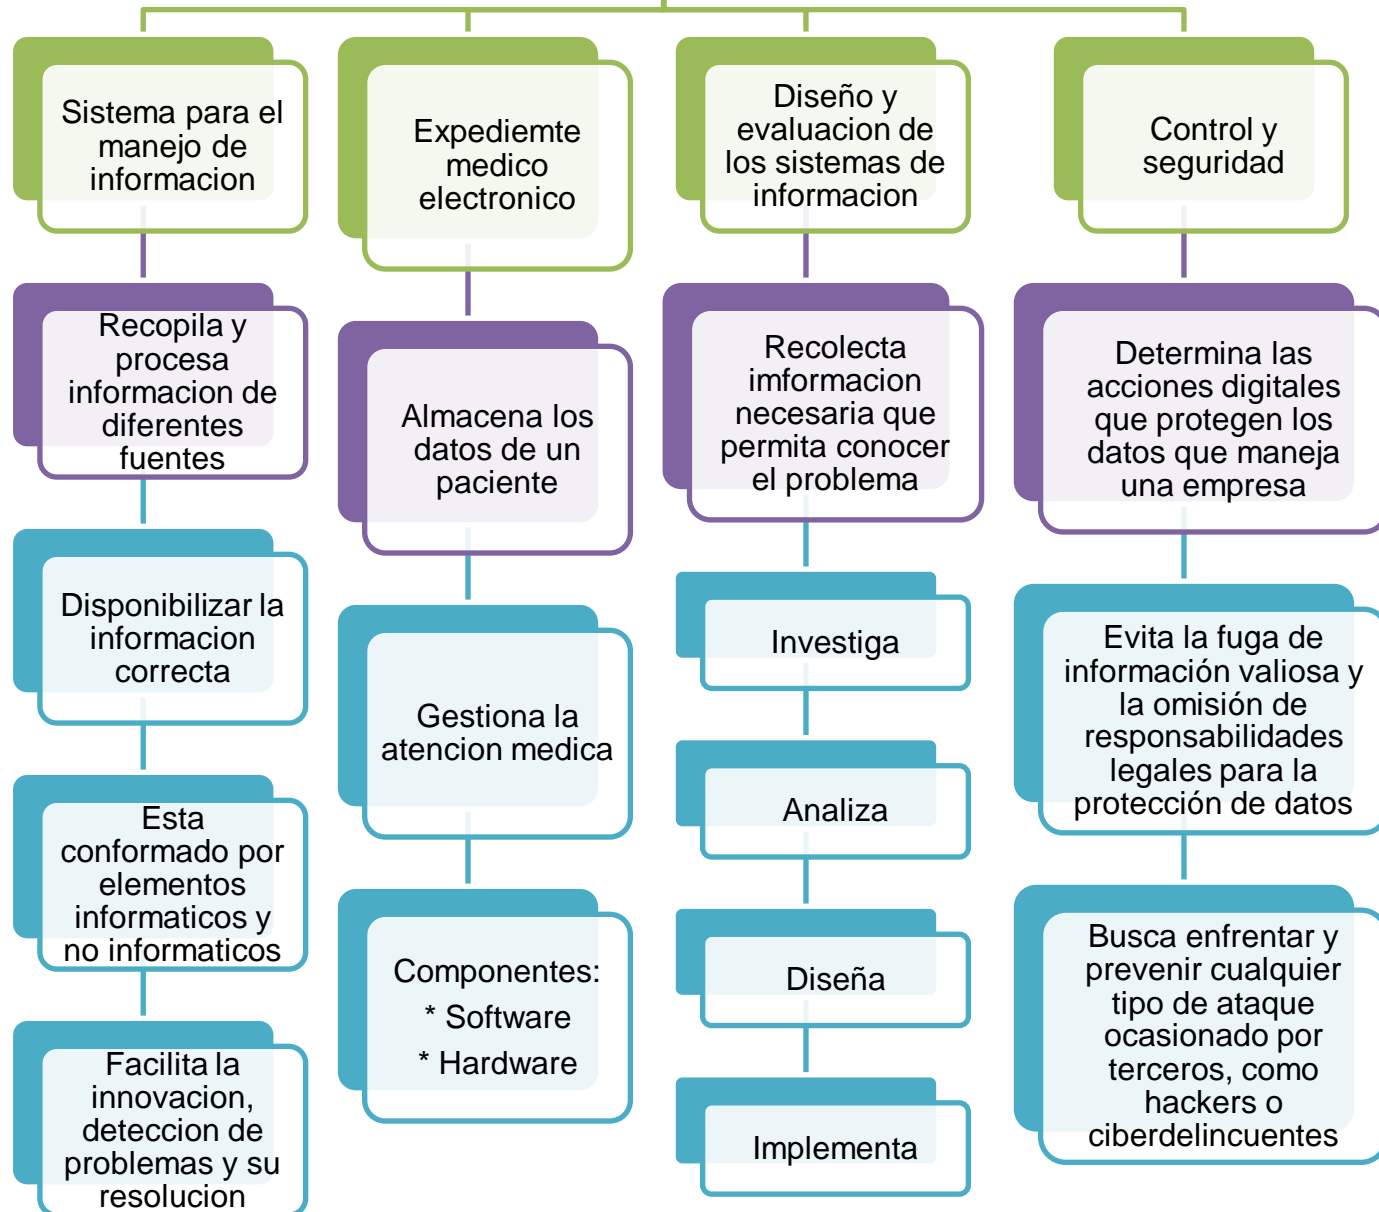 Sistema para el
manejo de
informacion
Recopila y
procesa
informacion de
diferentes
fuentes
Disponibilizar la
informacion
correcta
Esta
conformado por
elementos
informaticos y
no informaticos
Facilita la
innovacion,
deteccion de
problemas y su
resolucion
Expediemte
medico
electronico
Almacena los
datos de un
paciente
Gestiona la
atencion medica
Componentes:
* Software
* Hardware
Diseño y
evaluacion de
los sistemas de
informacion
Recolecta
imformacion
necesaria que
permita conocer
el problema
Investiga
Analiza
Diseña
Implementa
Control y
seguridad
Determina las
acciones digitales
que protegen los
datos que maneja
una empresa
Evita la fuga de
información valiosa y
la omisión de
responsabilidades
legales para la
protección de datos
Busca enfrentar y
prevenir cualquier
tipo de ataque
ocasionado por
terceros, como
hackers o
ciberdelincuentes